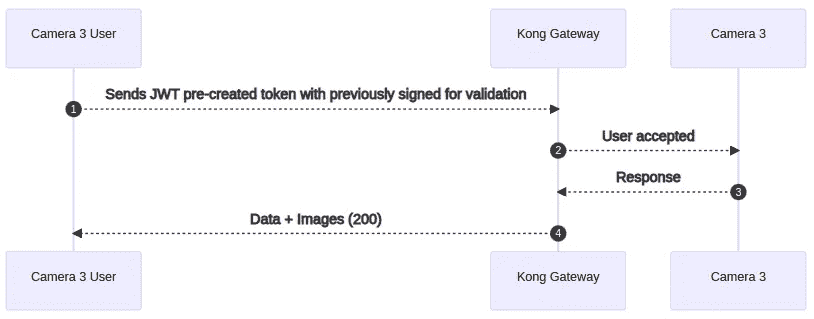 Camera 3 User
Kong Gateway
Camera 3
Sends JWT pre-created token with previously signed for validation
1
User accepted
2
Response
3
Data + Images (200)
4
Camera 3 User
Kong Gateway
Camera 3